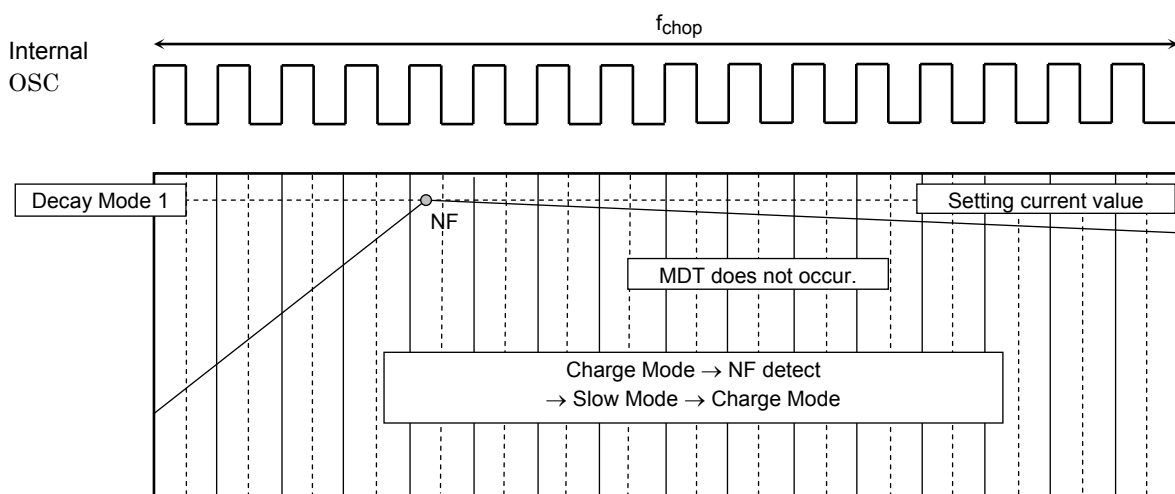 fchop
Internal
OSC
Decay Mode 1
Setting current value
NF
MDT does not occur.
Charge Mode → NF detect
→ Slow Mode → Charge Mode